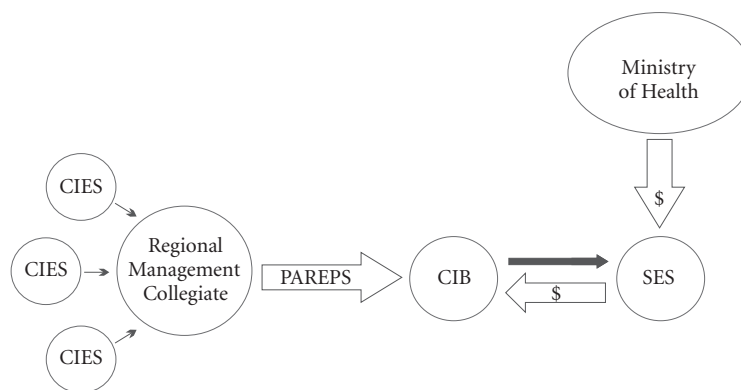 Ministry
of Health
$
CIES
CIES
CIES
Regional
Management
Collegiate
PAREPS
CIB
$
SES